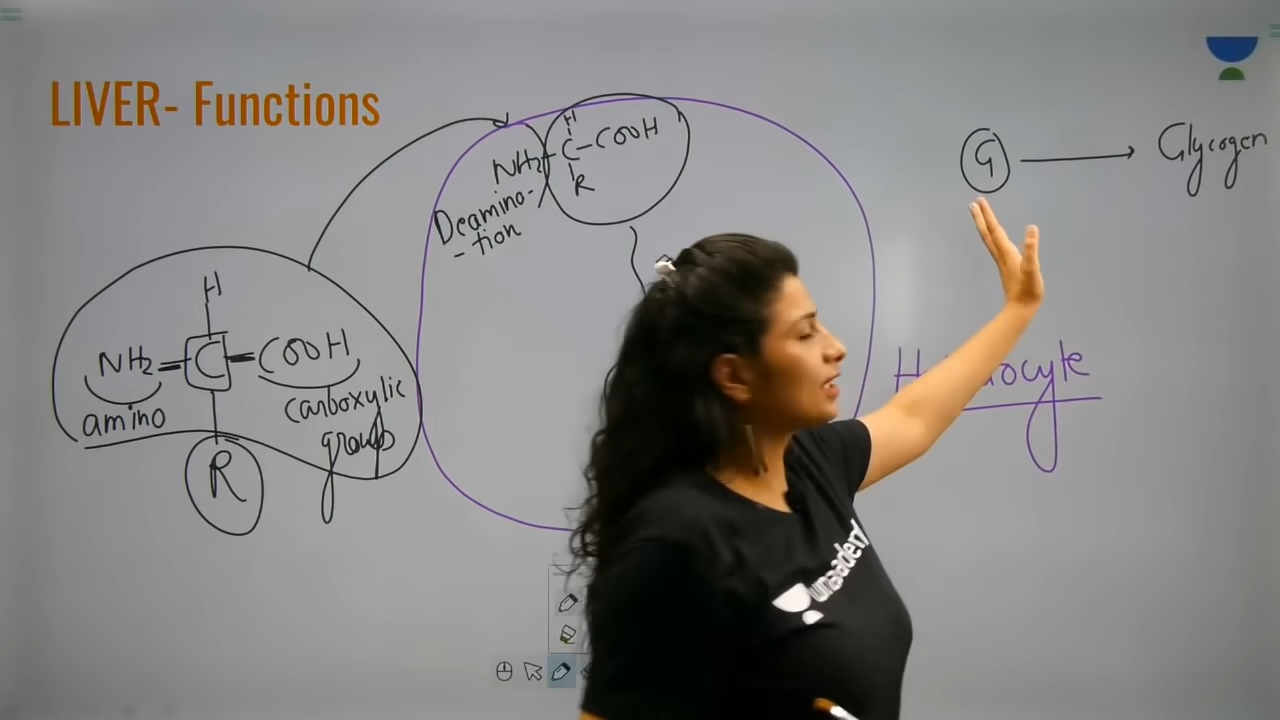 LIVER- Functions
H
NH2-C-COOH
R
Deamino-
-tion
G → Glycogen
H
NH2=C=COOH
amino
carboxylic
group
R
unacademy